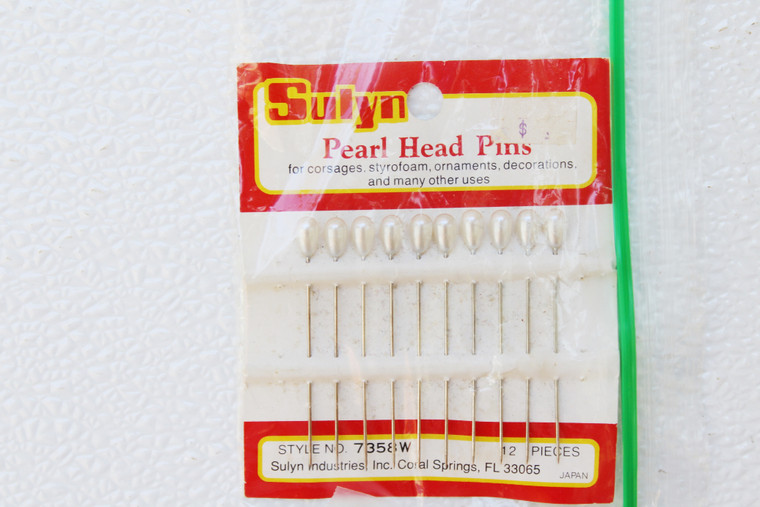 Sulyn
$
Pearl Head Pins
for corsages, styrofoam, ornaments, decorations,
and many other uses
STYLE NO. 7358W 12 PIECES
Sulyn Industries, Inc. Coral Springs, FL 33065
JAPAN